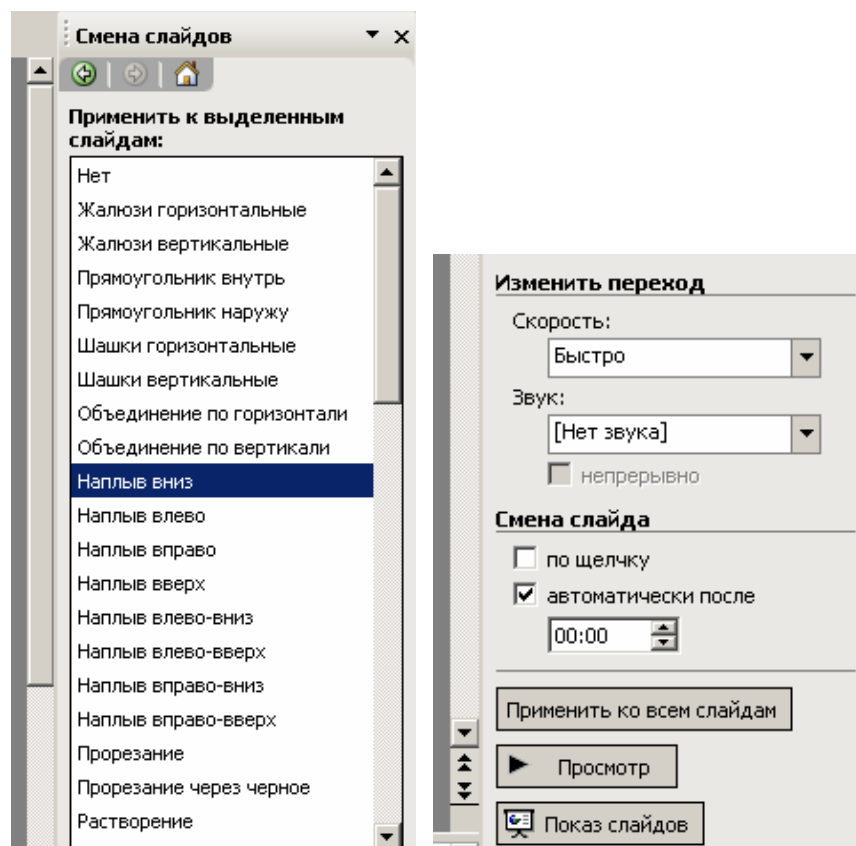 Смена слайдов
Применить к выделенным
слайдам:
Нет
Жалюзи горизонтальные
Жалюзи вертикальные
Прямоугольник внутрь
Прямоугольник наружу
Шашки горизонтальные
Шашки вертикальные
Объединение по горизонтали
Объединение по вертикали
Наплыв вниз
Наплыв влево
Наплыв вправо
Наплыв вверх
Наплыв влево-вниз
Наплыв влево-вверх
Наплыв вправо-вниз
Наплыв вправо-вверх
Прорезание
Прорезание через черное
Растворение
Изменить переход
Скорость:
Быстро
Звук:
[Нет звука]
непрерывно
Смена слайда
по щелчку
автоматически после
00:00
Применить ко всем слайдам
Просмотр
Показ слайдов